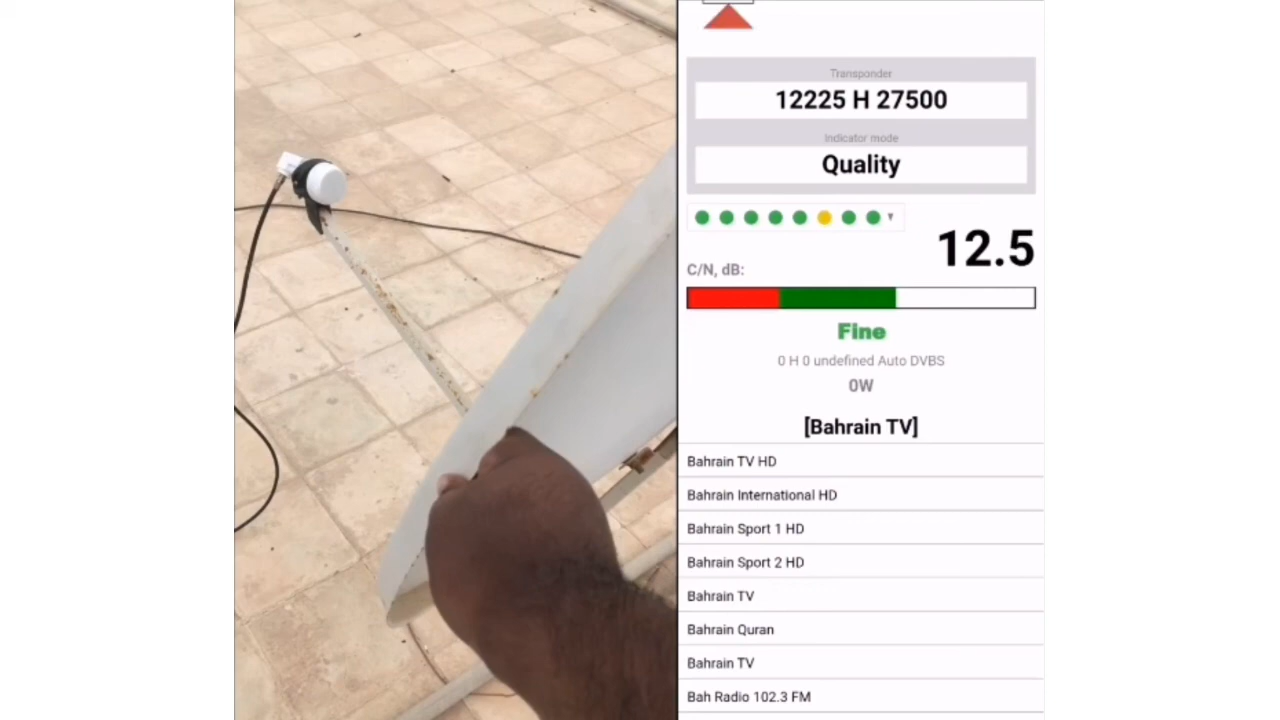 Transponder
12225 H 27500
Indicator mode
Quality
12.5
C/N, dB:
Fine
0 H 0 undefined Auto DVBS
0W
[Bahrain TV]
Bahrain TV HD
Bahrain International HD
Bahrain Sport 1 HD
Bahrain Sport 2 HD
Bahrain TV
Bahrain Quran
Bahrain TV
Bah Radio 102.3 FM